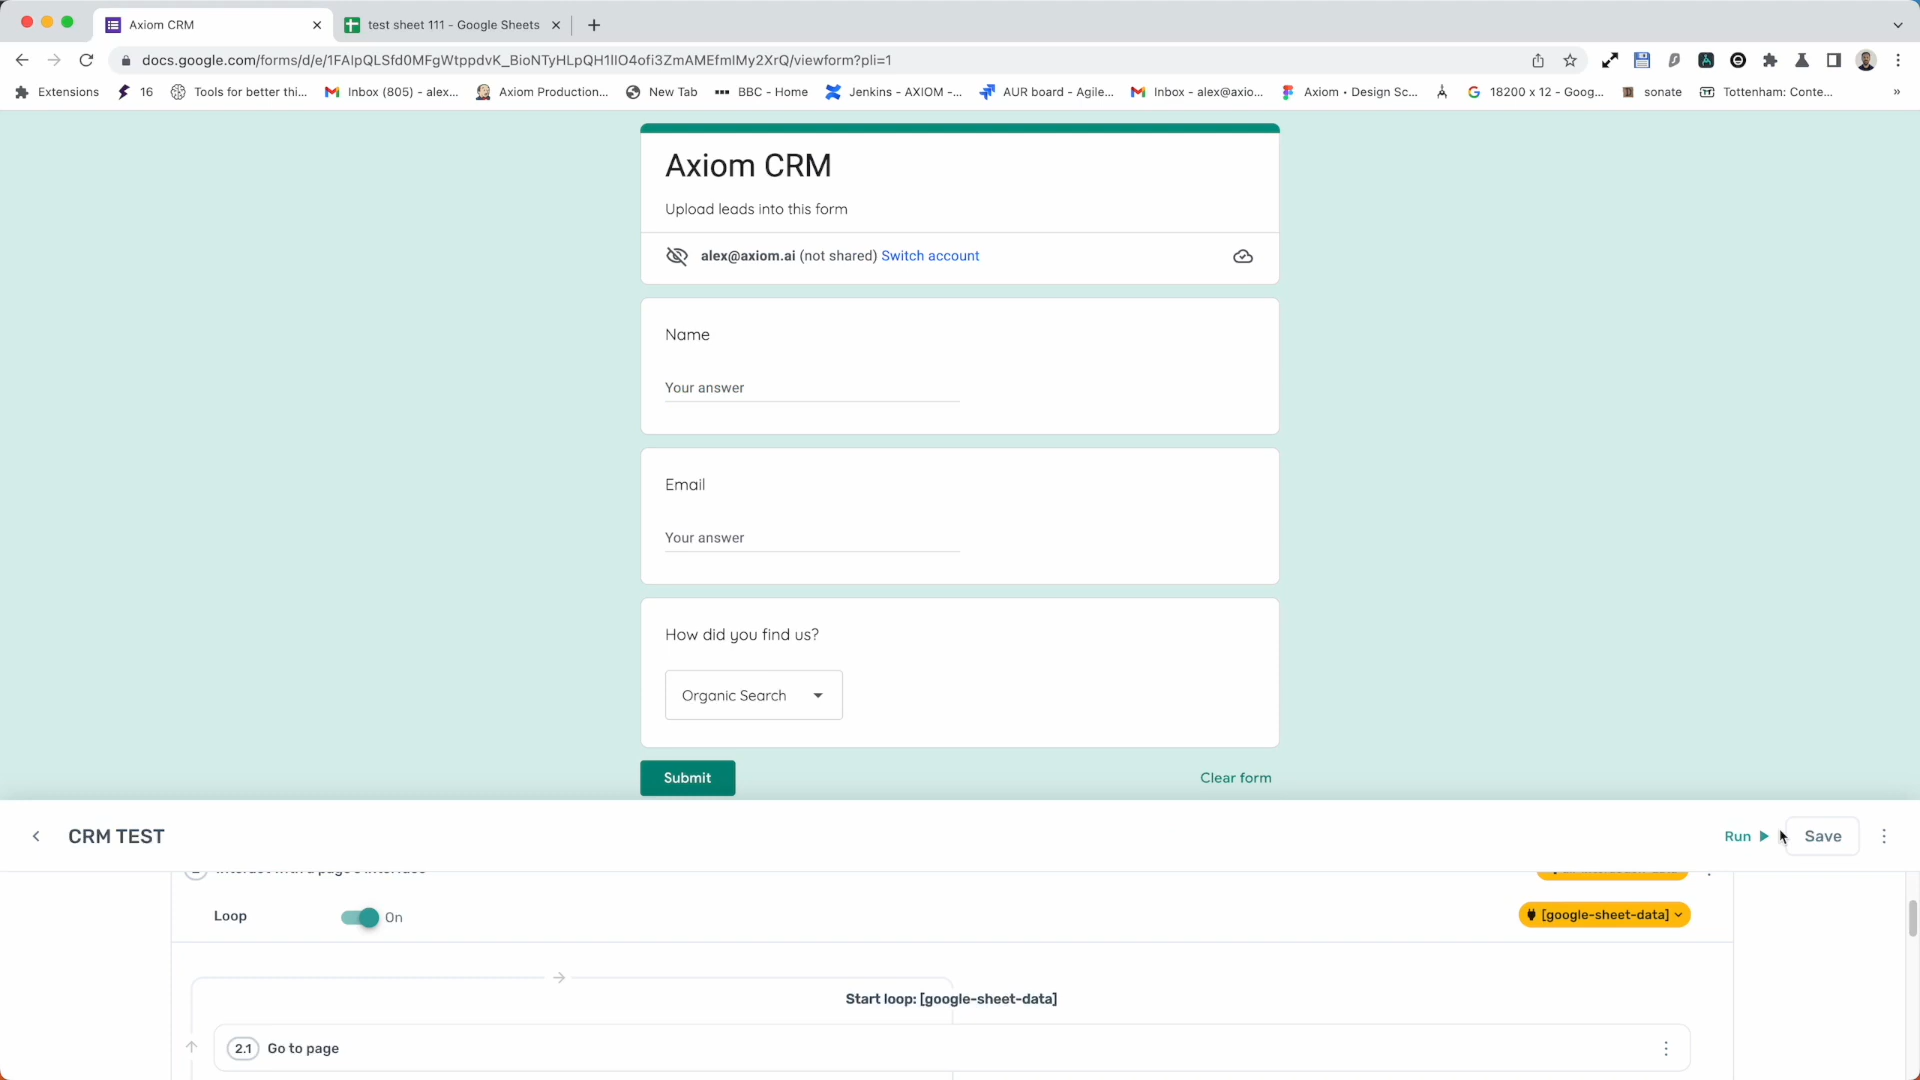 Axiom CRM
test sheet 111 - Google Sheets
docs.google.com/forms/d/e/1FAIpQLSfd0MFgWtppdvK_BioNTyHLpQH1lIO4ofi3ZmAMEfmlMy2XrQ/viewform?pli=1
Extensions
16
Tools for better thi...
Inbox (805) - alex...
Axiom Production...
New Tab
BBC - Home
Jenkins - AXIOM -...
AUR board - Agile...
Inbox - alex@axio...
Axiom • Design Sc...
18200 x 12 - Goog...
sonate
Tottenham: Conte...
»
Axiom CRM
Upload leads into this form
alex@axiom.ai (not shared) Switch account
Name
Your answer
Email
Your answer
How did you find us?
Organic Search
Submit
Clear form
CRM TEST
Run
Save
Loop
On
[google-sheet-data]
Start loop: [google-sheet-data]
2.1 Go to page